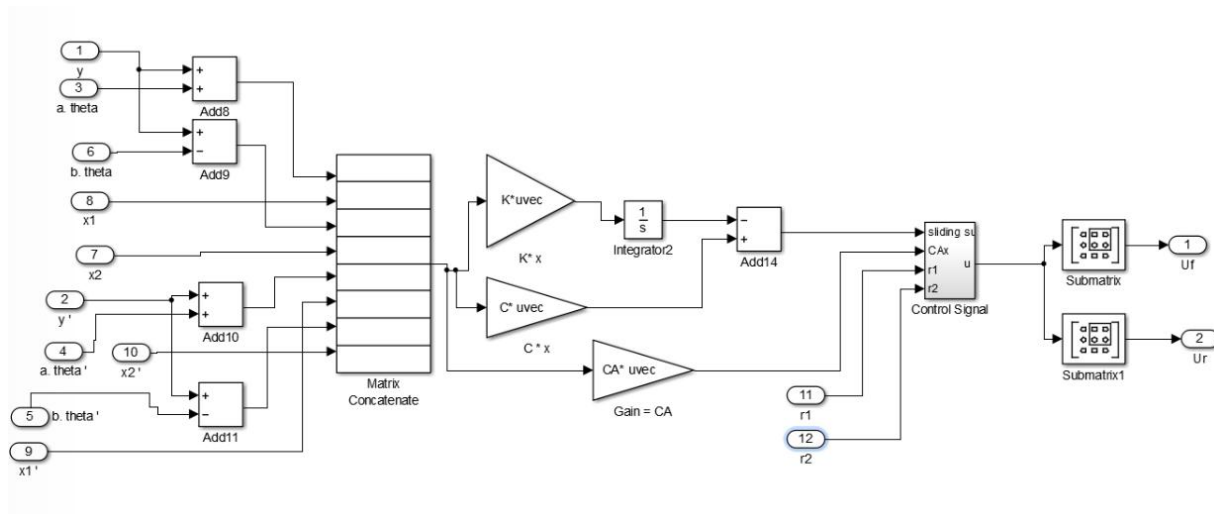 1
y
3
a. theta
+
+
Add8
6
b. theta
+
−
Add9
8
x1
7
x2
2
y '
+
+
Add10
4
a. theta '
10
x2 '
5
b. theta '
+
−
Add11
9
x1 '
Matrix
Concatenate
K*uvec
K* x
1
s
Integrator2
−
+
Add14
C* uvec
C * x
CA* uvec
Gain = CA
11
r1
12
r2
sliding su
CAx
r1
r2
u
Control Signal
Submatrix
1
Uf
Submatrix1
2
Ur